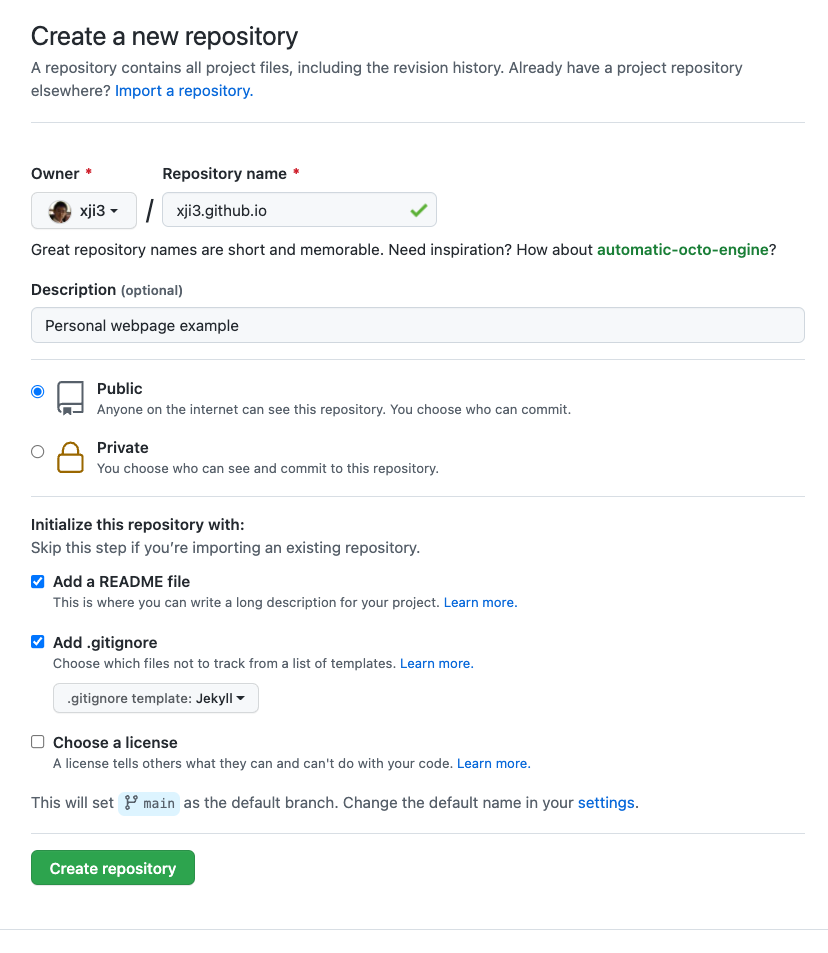 Create a new repository
A repository contains all project files, including the revision history. Already have a project repository
elsewhere? Import a repository.
Owner * Repository name *
xji3 / xji3.github.io
Great repository names are short and memorable. Need inspiration? How about automatic-octo-engine?
Description (optional)
Personal webpage example
Public
Anyone on the internet can see this repository. You choose who can commit.
Private
You choose who can see and commit to this repository.
Initialize this repository with:
Skip this step if you’re importing an existing repository.
Add a README file
This is where you can write a long description for your project. Learn more.
Add .gitignore
Choose which files not to track from a list of templates. Learn more.
.gitignore template: Jekyll
Choose a license
A license tells others what they can and can't do with your code. Learn more.
This will set main as the default branch. Change the default name in your settings.
Create repository